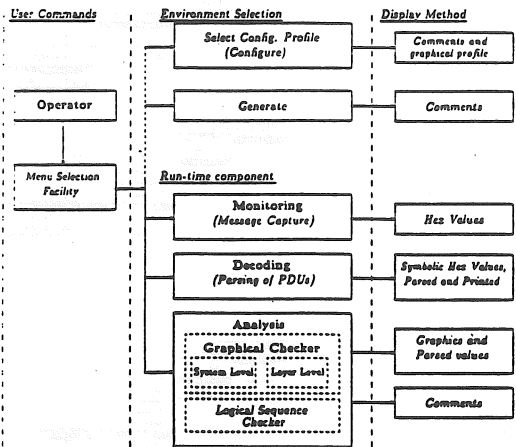 User Commands
Environment Selection
Display Method
Select Config. Profile
(Configure)
Comments and
graphical profile
Operator
Generate
Comments
Menu Selection
Facility
Run-time component
Monitoring
(Message Capture)
Hex Values
Decoding
(Parsing of PDUs)
Symbolic Hex Values,
Parsed and Printed
Analysis
Graphical Checker
System Level
Layer Level
Graphics and
Parsed values
Logical Sequence
Checker
Comments